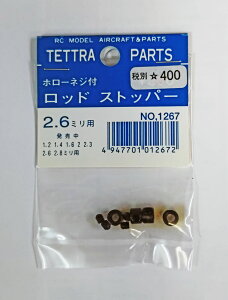 RC MODEL AIRCRAFT & PARTS
TETTRA PARTS
ホローネジ付
税別☆400
ロッド ストッパー
2.6ミリ用
NO.1267
発売中
1.2 1.4 1.6 2 2.3
2.6 2.8ミリ用
4 947701 012672